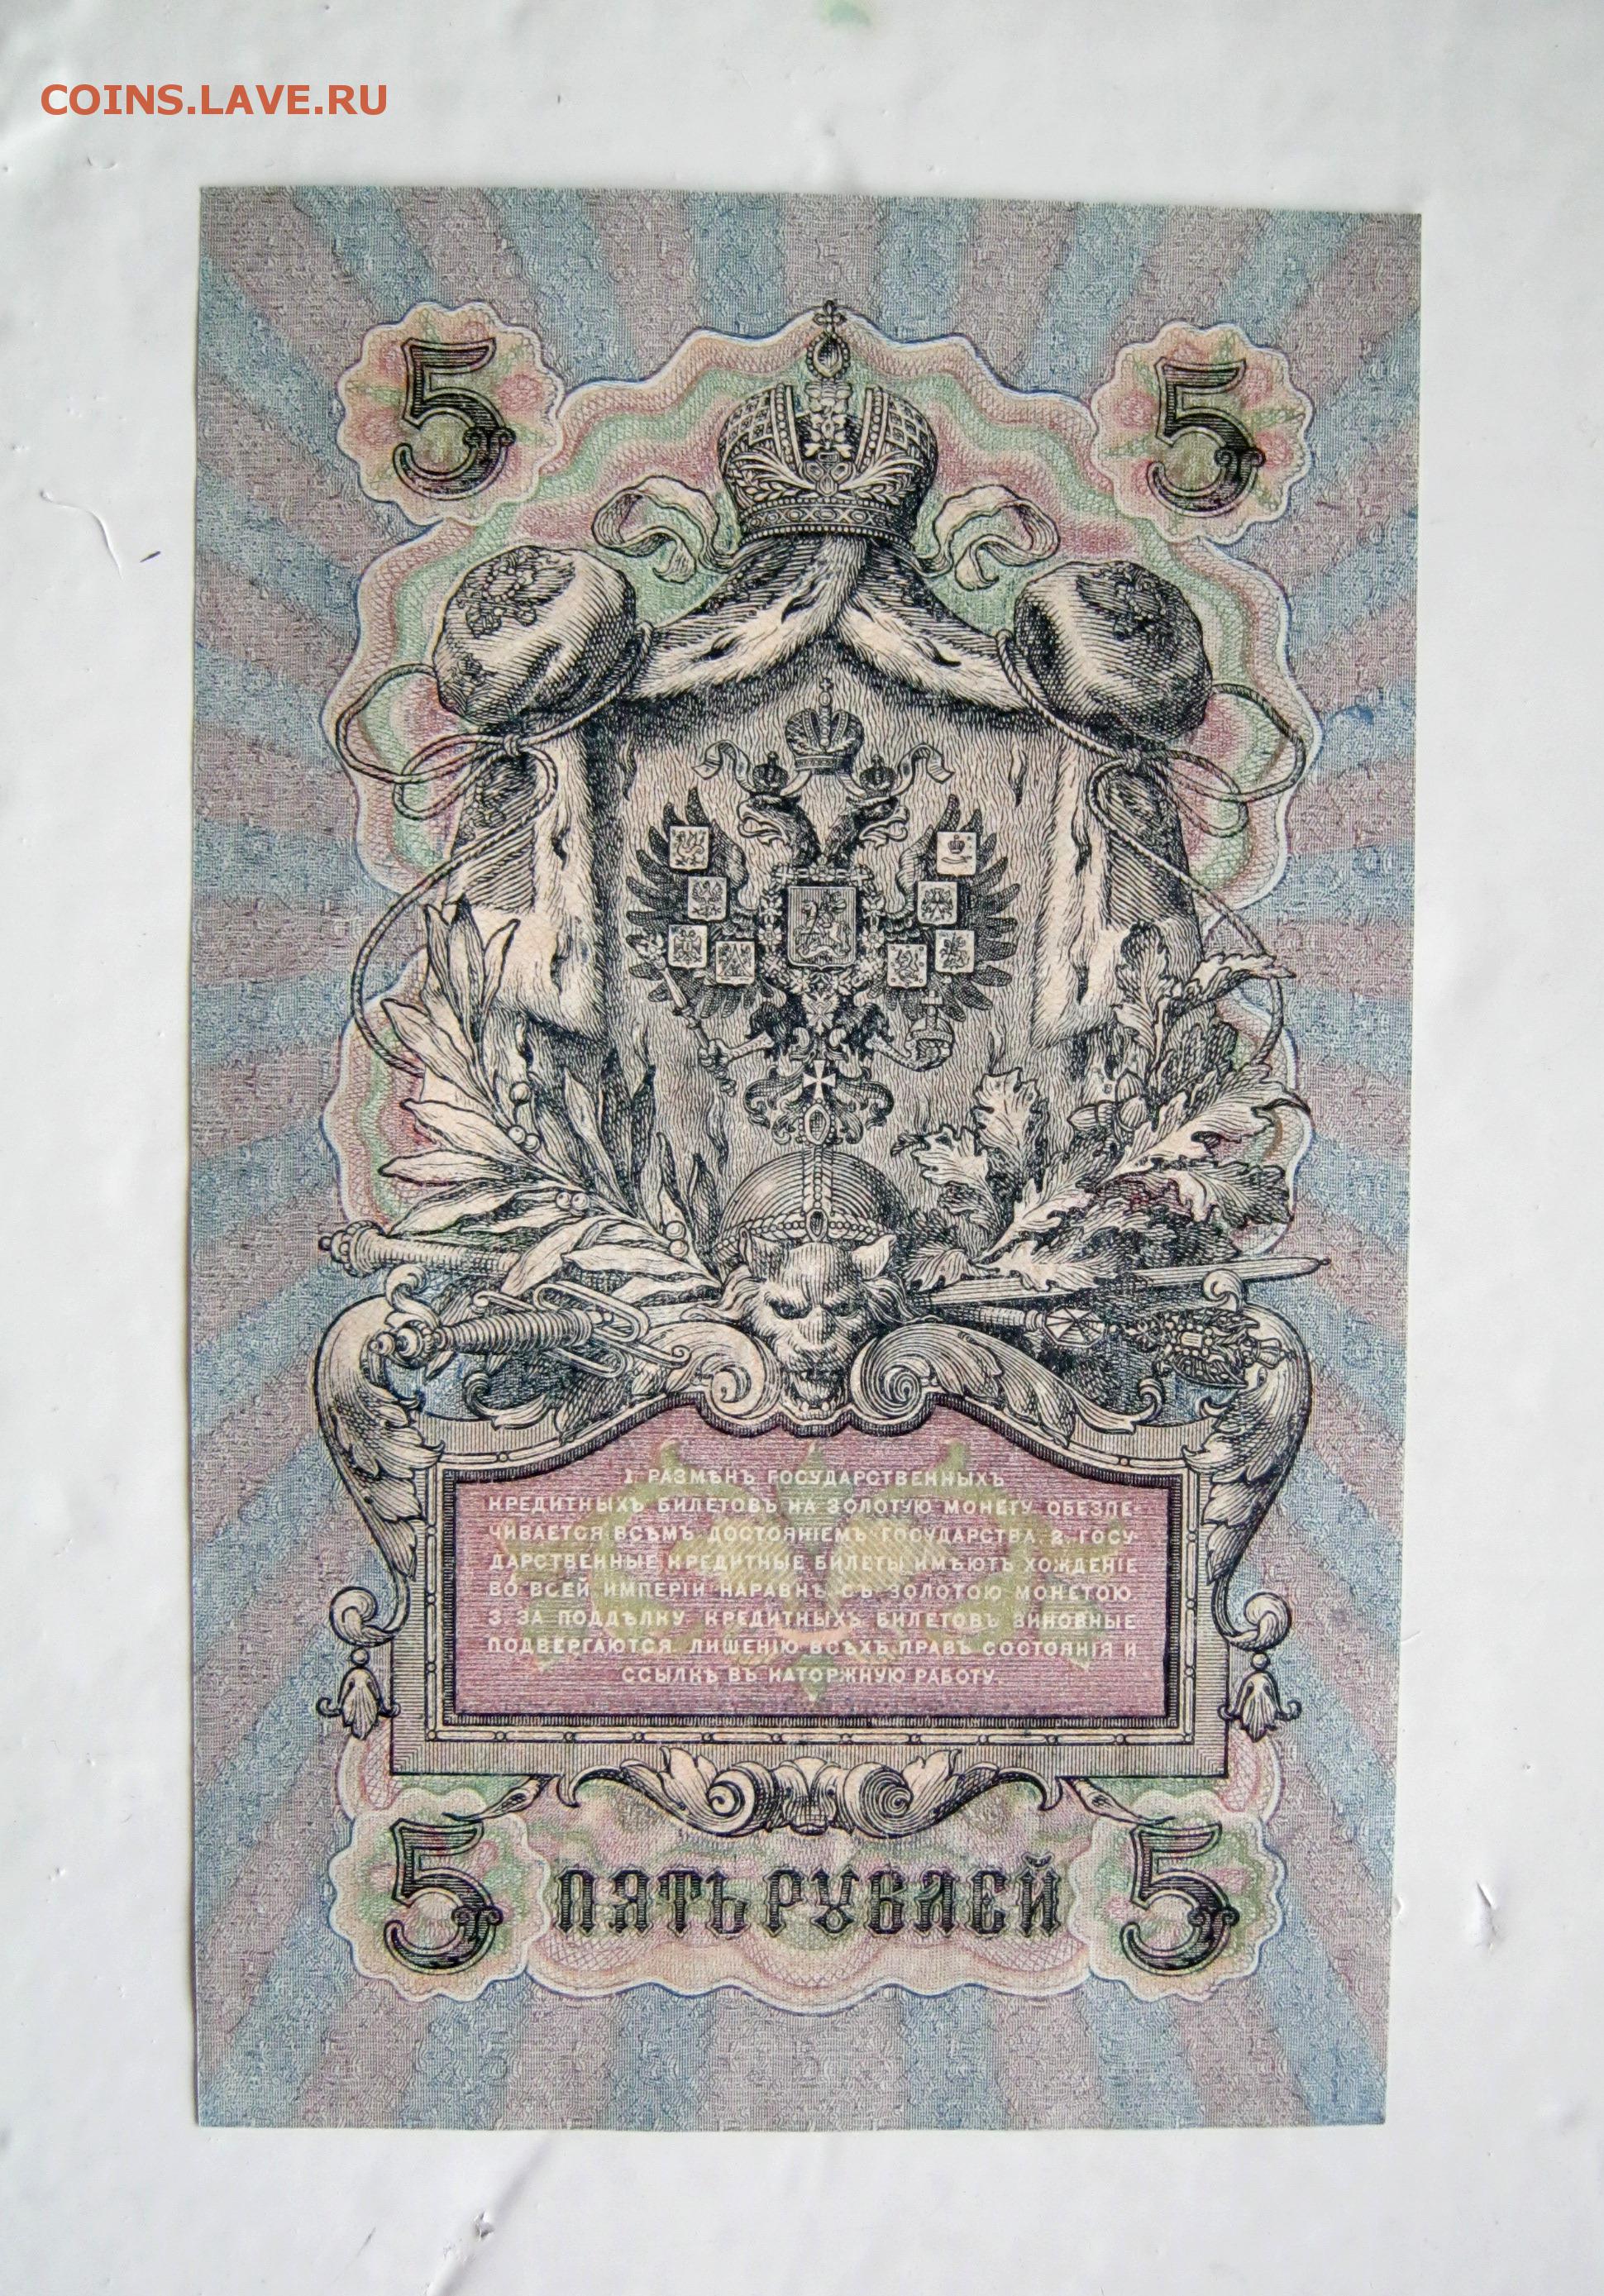 COINS.LAVE.RU
5 5
1. РАЗМѢНЪ ГОСУДАРСТВЕННЫХЪ
КРЕДИТНЫХЪ БИЛЕТОВЪ НА ЗОЛОТУЮ МОНЕТУ ОБЕЗПЕ-
ЧИВАЕТСЯ ВСѢМЪ ДОСТОЯНІЕМЪ ГОСУДАРСТВА. 2. ГОСУ-
ДАРСТВЕННЫЕ КРЕДИТНЫЕ БИЛЕТЫ ИМѢЮТЪ ХОЖДЕНІЕ
ВО ВСЕЙ ИМПЕРІИ НАРАВНѢ СЪ ЗОЛОТОЮ МОНЕТОЮ.
3. ЗА ПОДДѢЛКУ КРЕДИТНЫХЪ БИЛЕТОВЪ ВИНОВНЫЕ
ПОДВЕРГАЮТСЯ ЛИШЕНІЮ ВСѢХЪ ПРАВЪ СОСТОЯНІЯ И
ССЫЛКѢ ВЪ КАТОРЖНУЮ РАБОТУ.
5 ПЯТЬ РУБЛЕЙ 5